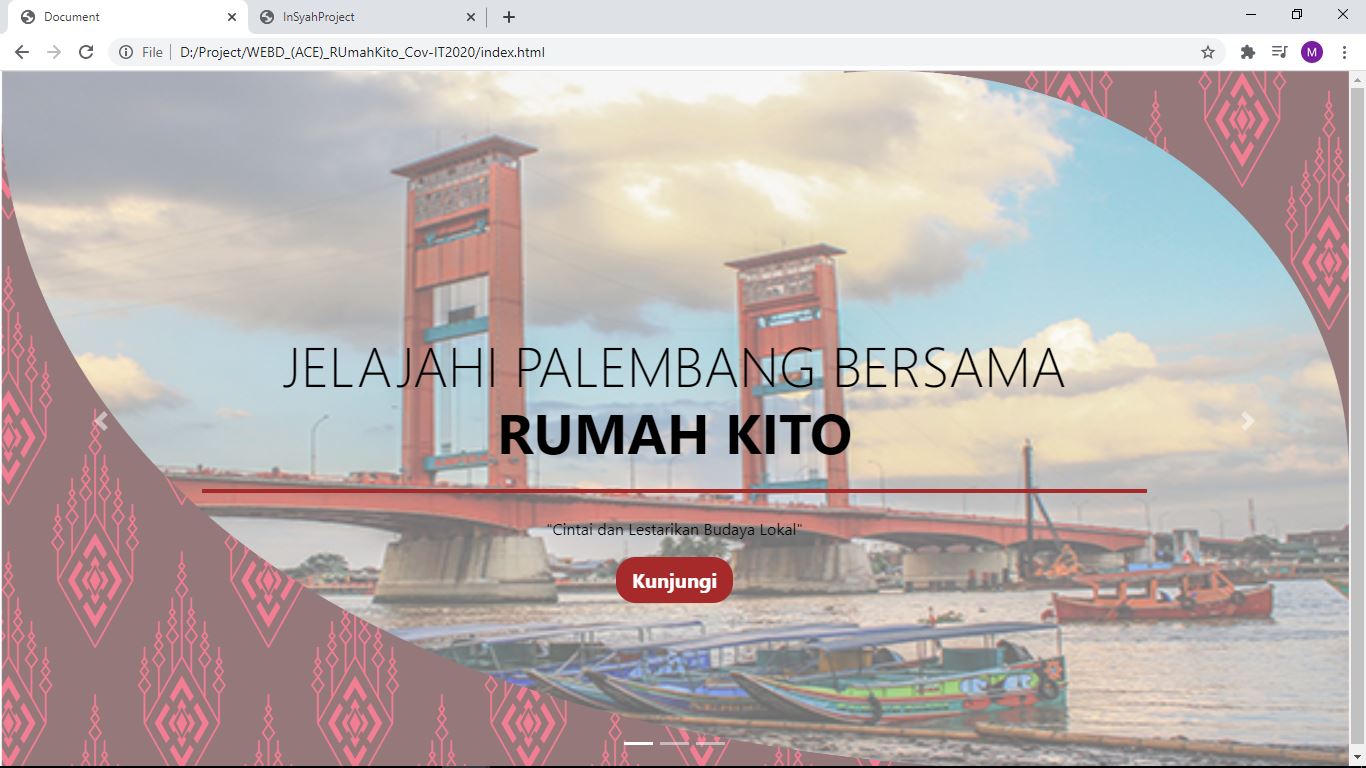 Document
InSyahProject
File
D:/Project/WEBD_(ACE)_RUmahKito_Cov-IT2020/index.html
M
JELAJAHI PALEMBANG BERSAMA
RUMAH KITO
"Cintai dan Lestarikan Budaya Lokal"
Kunjungi